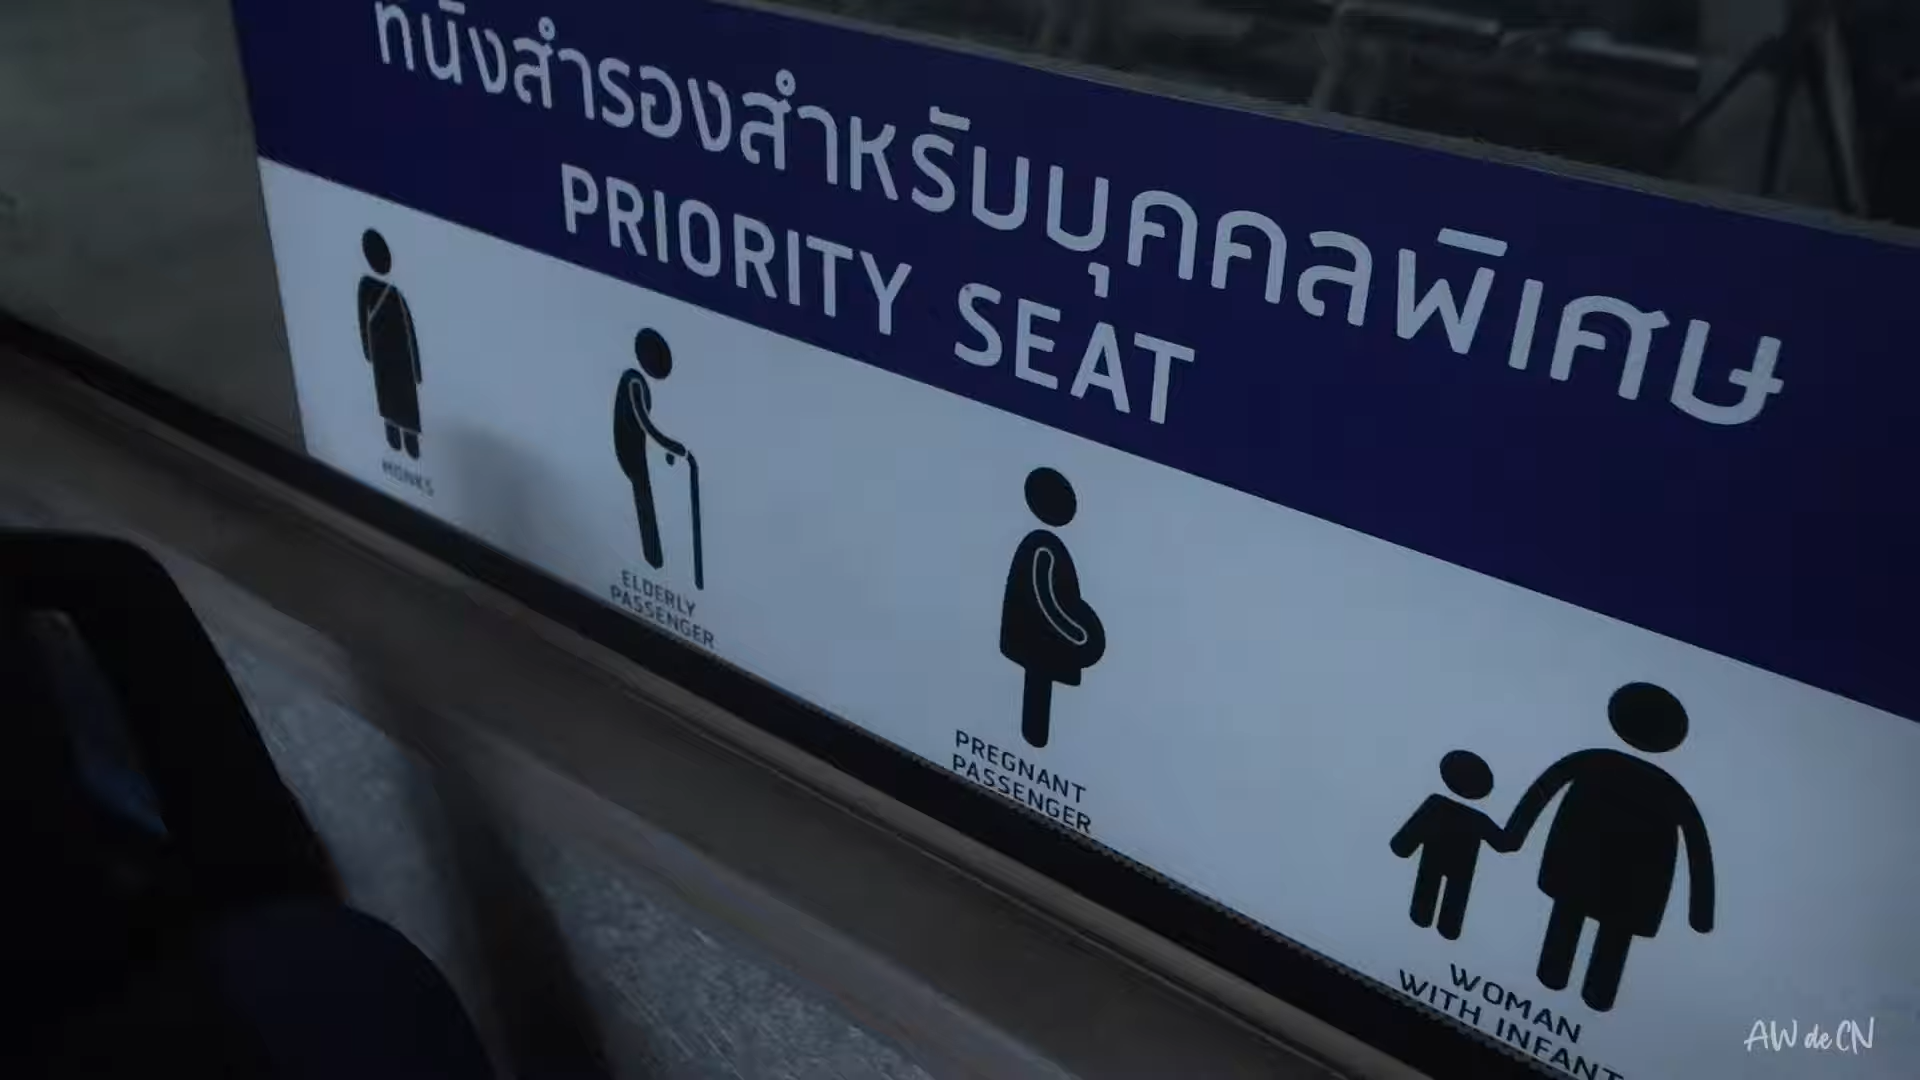 ที่นั่งสำรองสำหรับบุคคลพิเศษ
PRIORITY SEAT
MONKS
ELDERLY
PASSENGER
PREGNANT
PASSENGER
WOMAN
WITH INFANT
AW de CN